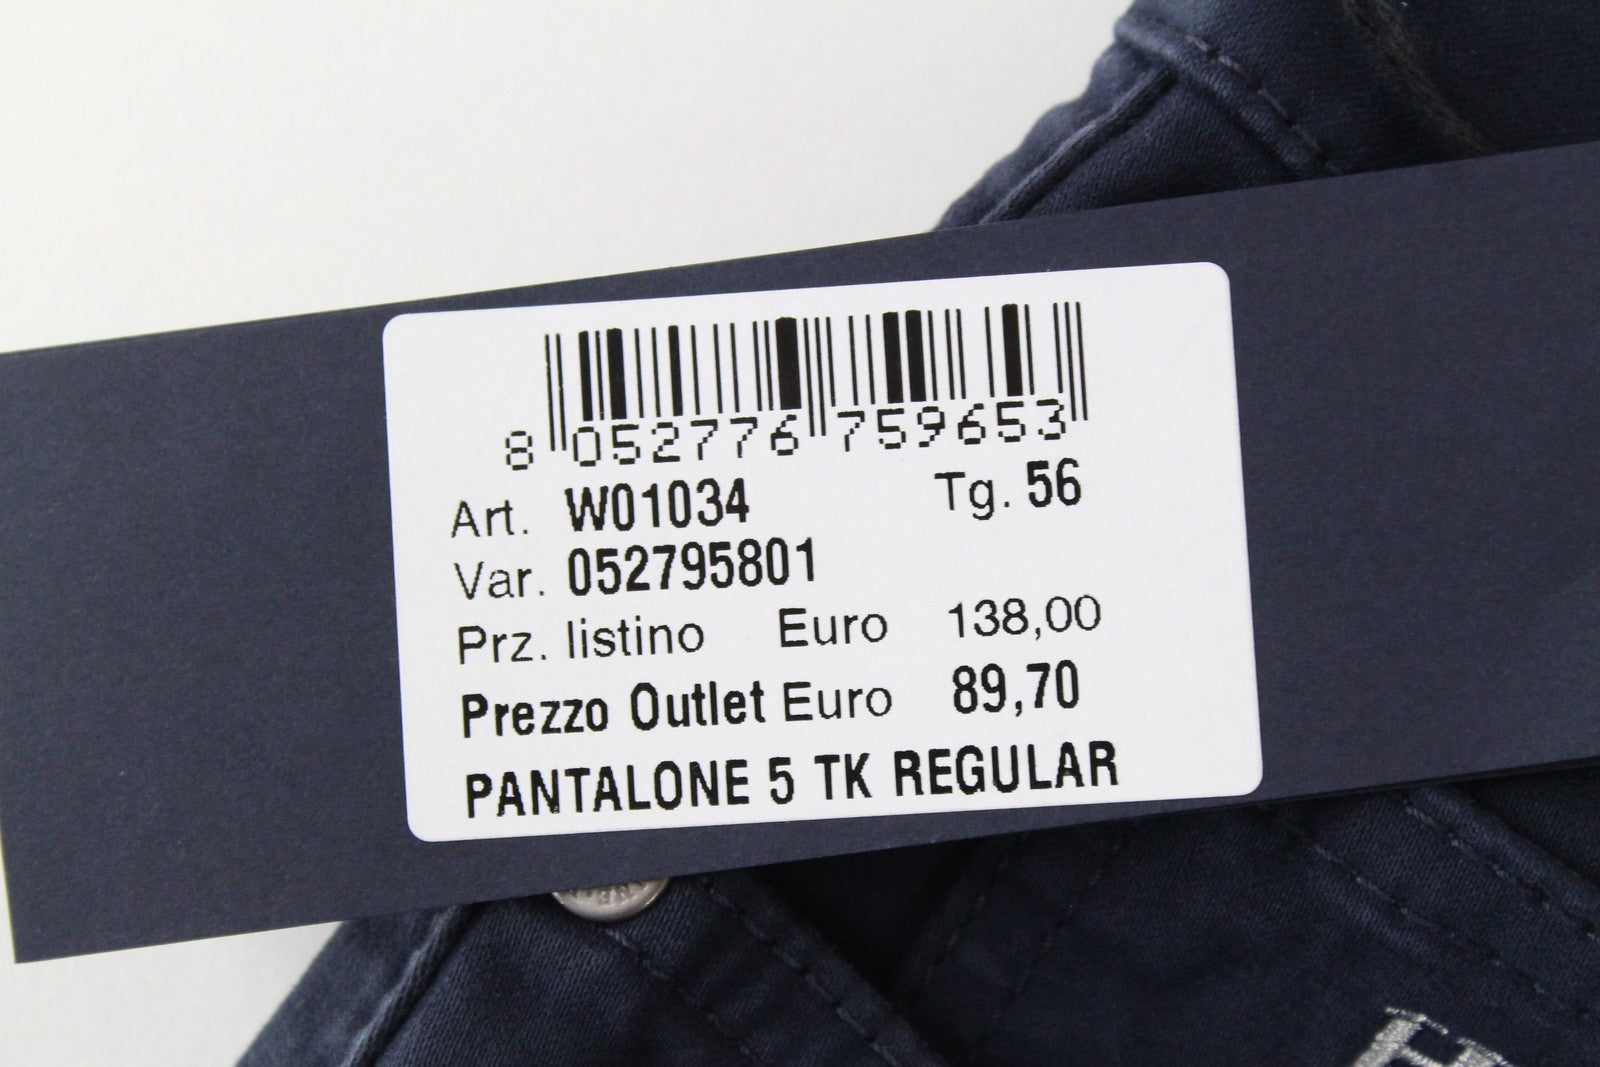 8 052776 759653
Art. W01034 Tg. 56
Var. 052795801
Prz. listino Euro 138,00
Prezzo Outlet Euro 89,70
PANTALONE 5 TK REGULAR